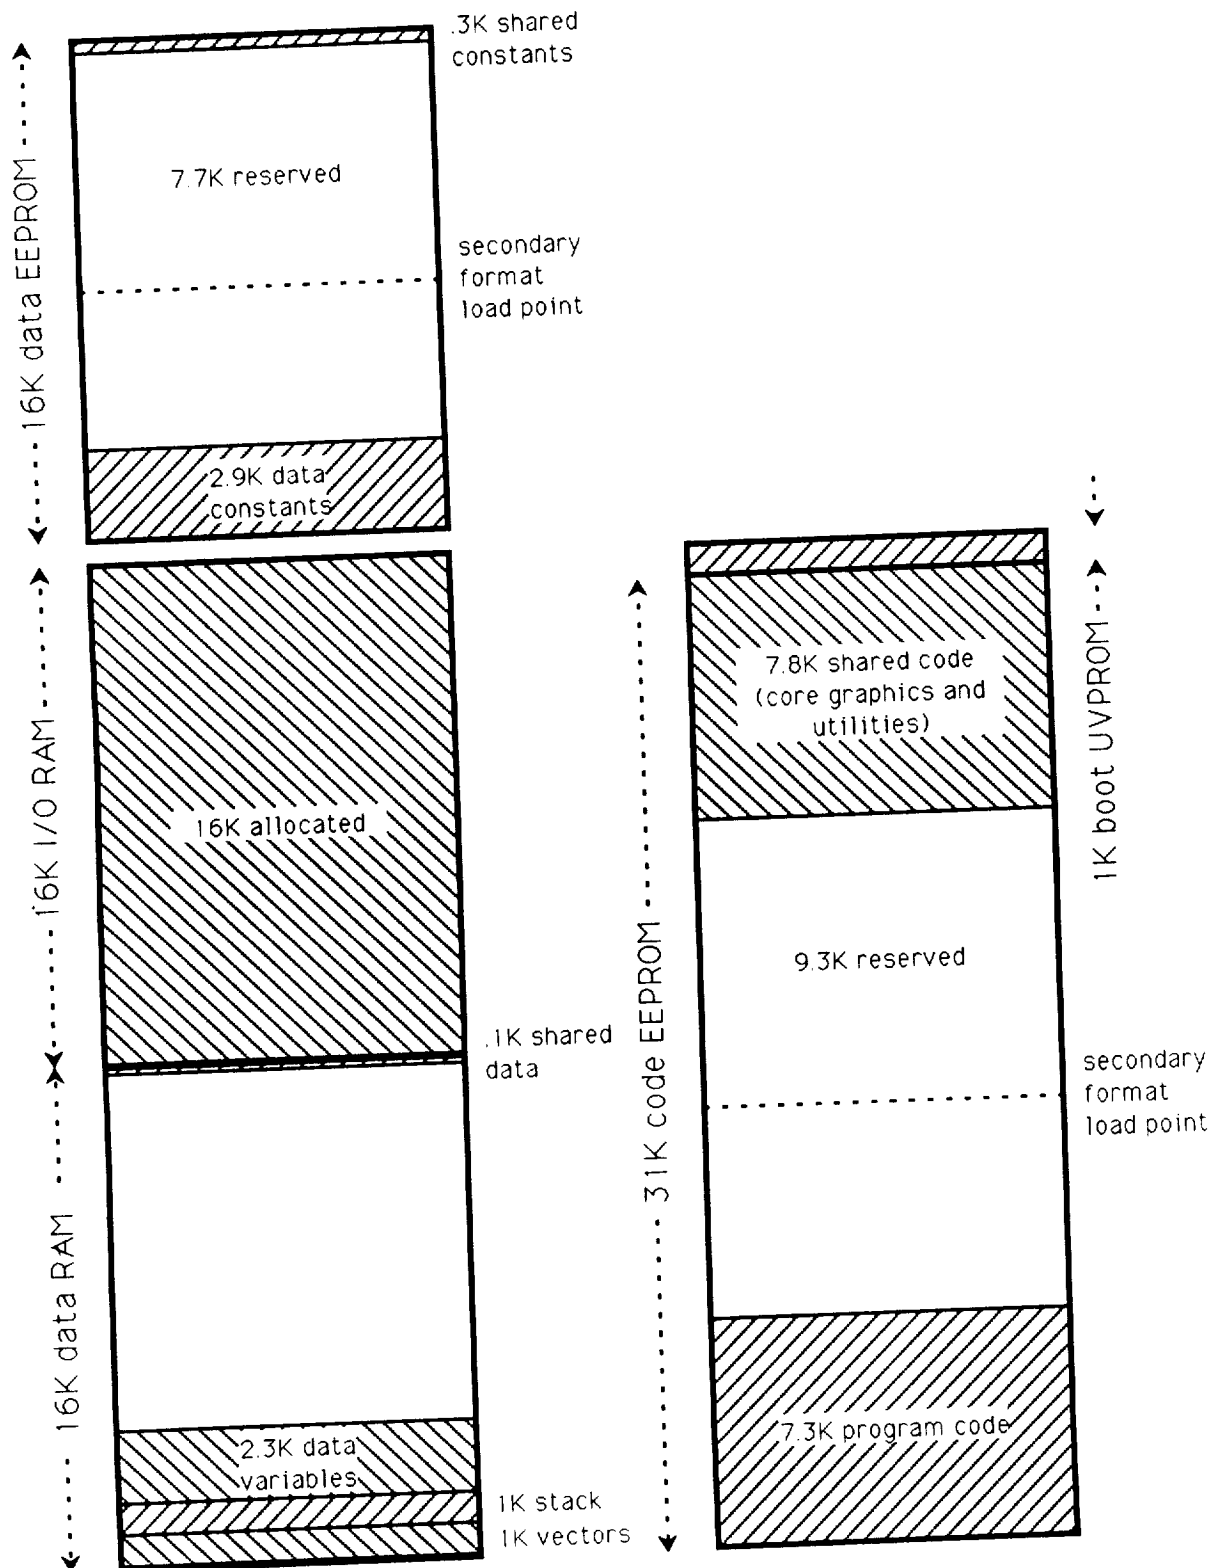 .3K shared
constants
16K data EEPROM
7.7K reserved
secondary
format
load point
2.9K data
constants
16K I/O RAM
16K allocated
.1K shared
data
16K data RAM
2.3K data
variables
1K stack
1K vectors
1K boot UVPROM
31K code EEPROM
7.8K shared code
(core graphics and
utilities)
9.3K reserved
secondary
format
load point
7.3K program code